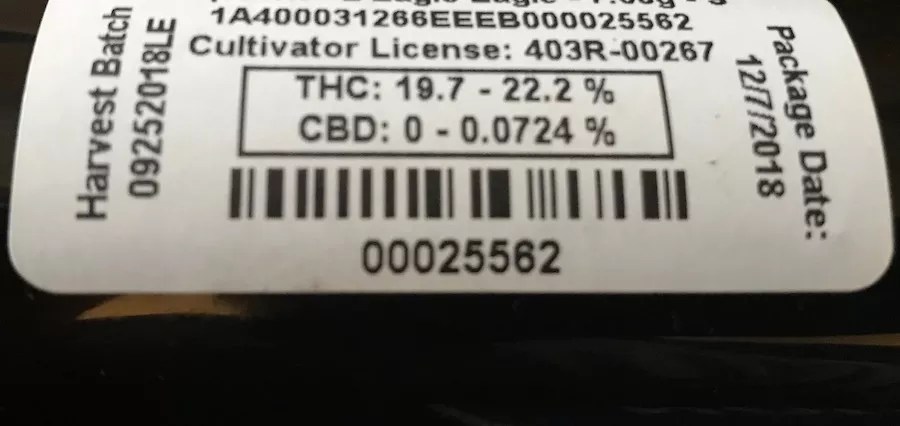 1A400031266EEEB000025562
Cultivator License: 403R-00267
THC: 19.7 - 22.2 %
CBD: 0 - 0.0724 %
00025562
Harvest Batch
09252018LE
Package Date:
12/7/2018